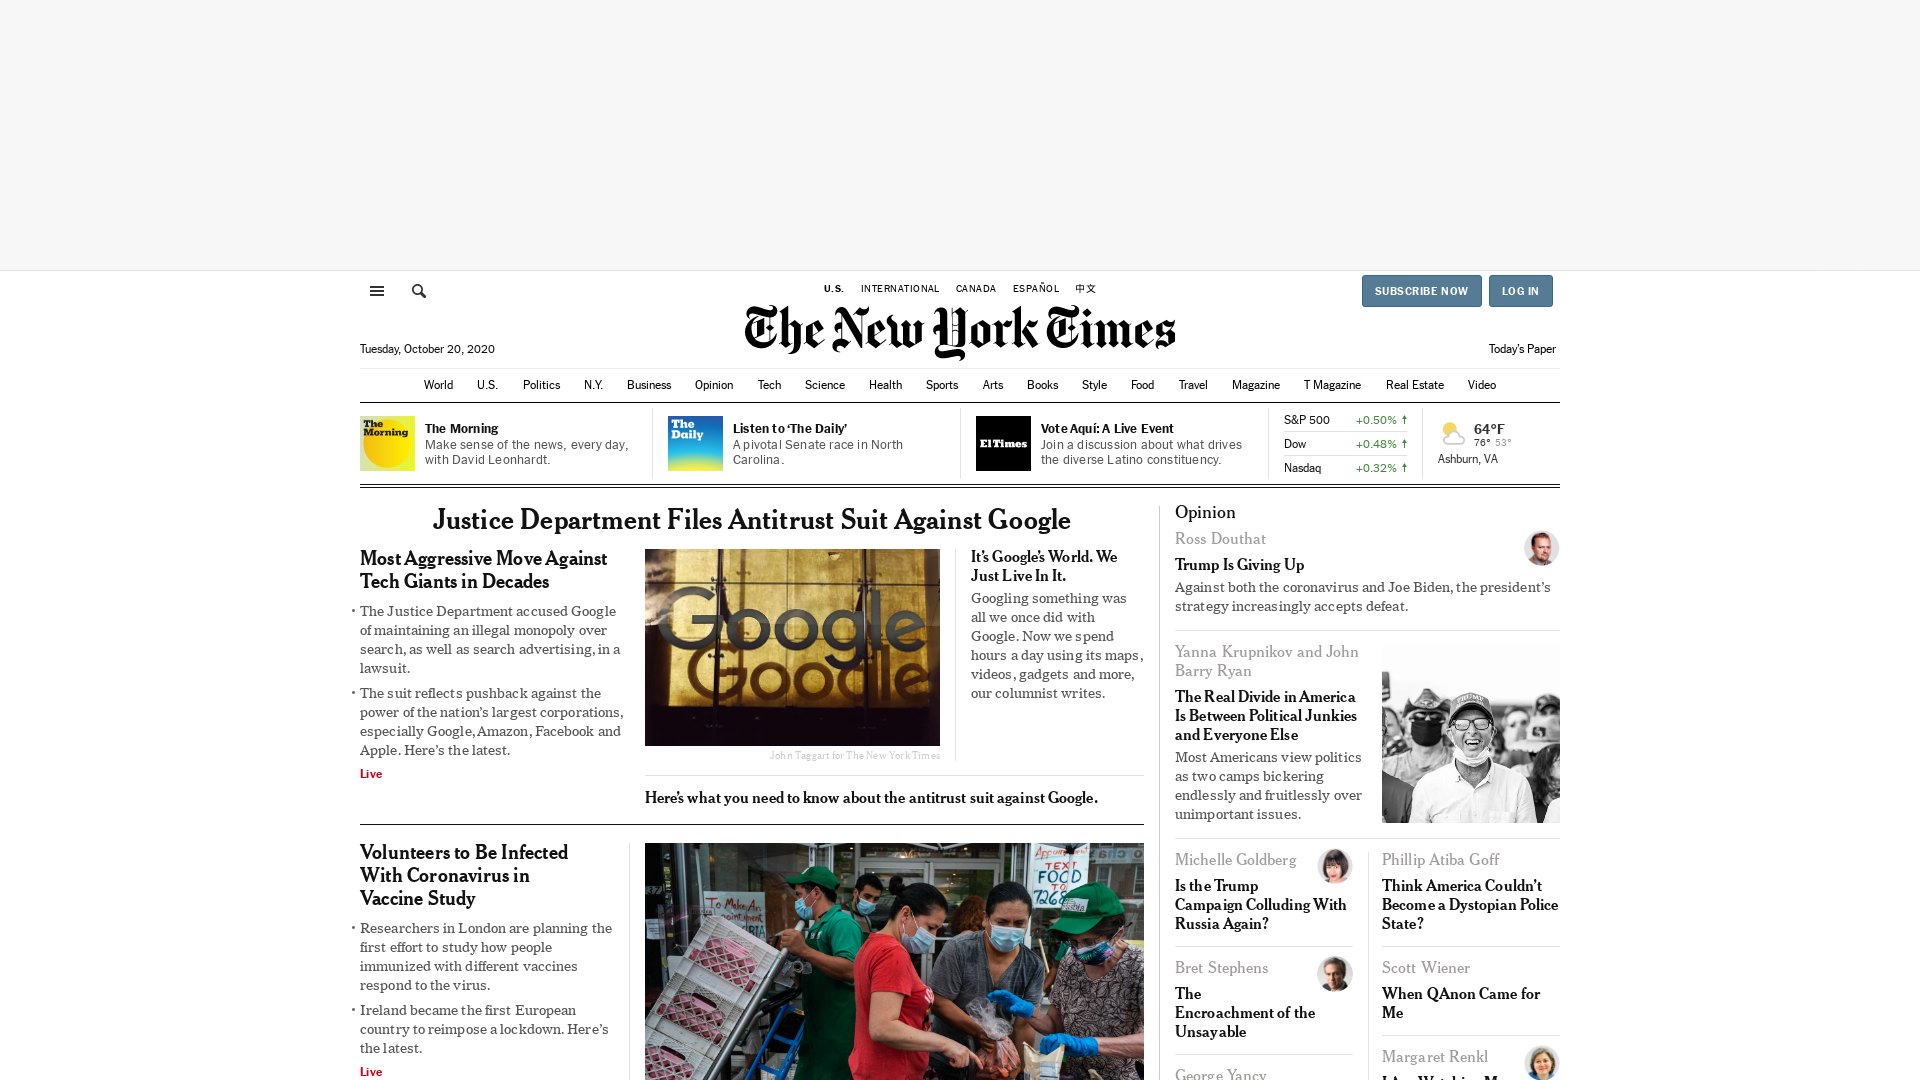 U.S. INTERNATIONAL CANADA ESPAÑOL 中文
SUBSCRIBE NOW LOG IN
The New York Times
Tuesday, October 20, 2020
Today's Paper
World U.S. Politics N.Y. Business Opinion Tech Science Health Sports Arts Books Style Food Travel Magazine T Magazine Real Estate Video
The
Morning
The Morning
Make sense of the news, every day,
with David Leonhardt.
The
Daily
Listen to ‘The Daily’
A pivotal Senate race in North
Carolina.
El Times
Vote Aquí: A Live Event
Join a discussion about what drives
the diverse Latino constituency.
S&P 500 +0.50% ↑
Dow +0.48% ↑
Nasdaq +0.32% ↑
64°F
76° 53°
Ashburn, VA
Justice Department Files Antitrust Suit Against Google
Most Aggressive Move Against
Tech Giants in Decades
• The Justice Department accused Google
of maintaining an illegal monopoly over
search, as well as search advertising, in a
lawsuit.
• The suit reflects pushback against the
power of the nation’s largest corporations,
especially Google, Amazon, Facebook and
Apple. Here’s the latest.
Live
Google
Google
John Taggart for The New York Times
It’s Google’s World. We
Just Live In It.
Googling something was
all we once did with
Google. Now we spend
hours a day using its maps,
videos, gadgets and more,
our columnist writes.
Here’s what you need to know about the antitrust suit against Google.
Volunteers to Be Infected
With Coronavirus in
Vaccine Study
• Researchers in London are planning the
first effort to study how people
immunized with different vaccines
respond to the virus.
• Ireland became the first European
country to reimpose a lockdown. Here’s
the latest.
Live
To Make An
TEXT
FOOD
TO
Opinion
Ross Douthat
Trump Is Giving Up
Against both the coronavirus and Joe Biden, the president’s
strategy increasingly accepts defeat.
Yanna Krupnikov and John
Barry Ryan
The Real Divide in America
Is Between Political Junkies
and Everyone Else
Most Americans view politics
as two camps bickering
endlessly and fruitlessly over
unimportant issues.
Michelle Goldberg
Is the Trump
Campaign Colluding With
Russia Again?
Phillip Atiba Goff
Think America Couldn’t
Become a Dystopian Police
State?
Bret Stephens
The
Encroachment of the
Unsayable
Scott Wiener
When QAnon Came for
Me
George Yancy
Margaret Renkl